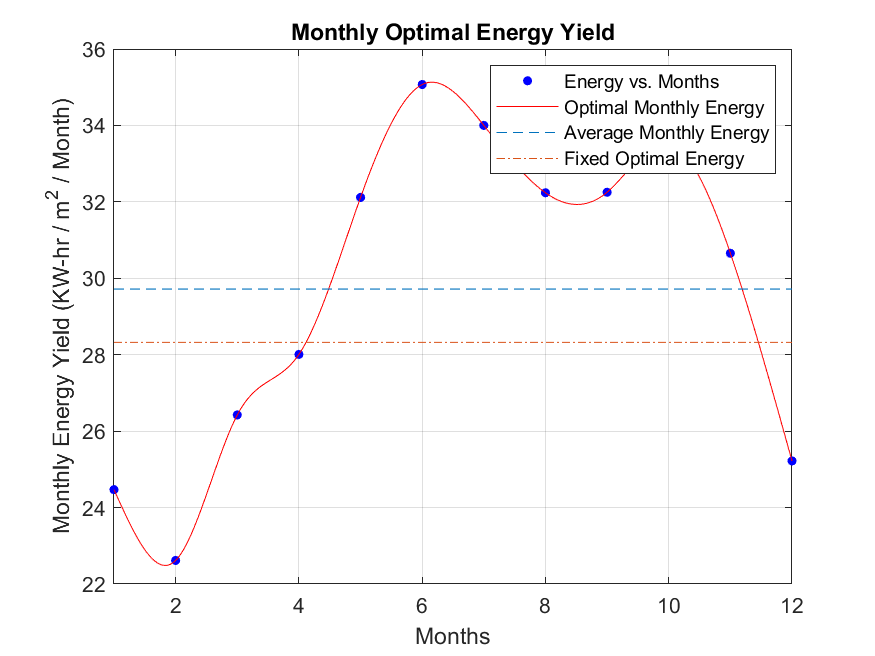 Monthly Optimal Energy Yield
Energy vs. Months
Optimal Monthly Energy
Average Monthly Energy
Fixed Optimal Energy
Monthly Energy Yield (KW-hr / m² / Month)
36
34
32
30
28
26
24
22
2
4
6
8
10
12
Months